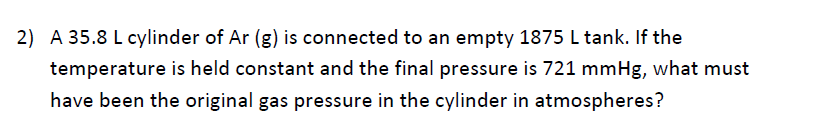 2) A 35.8 L cylinder of Ar (g) is connected to an empty 1875 L tank. If the
temperature is held constant and the final pressure is 721 mmHg, what must
have been the original gas pressure in the cylinder in atmospheres?